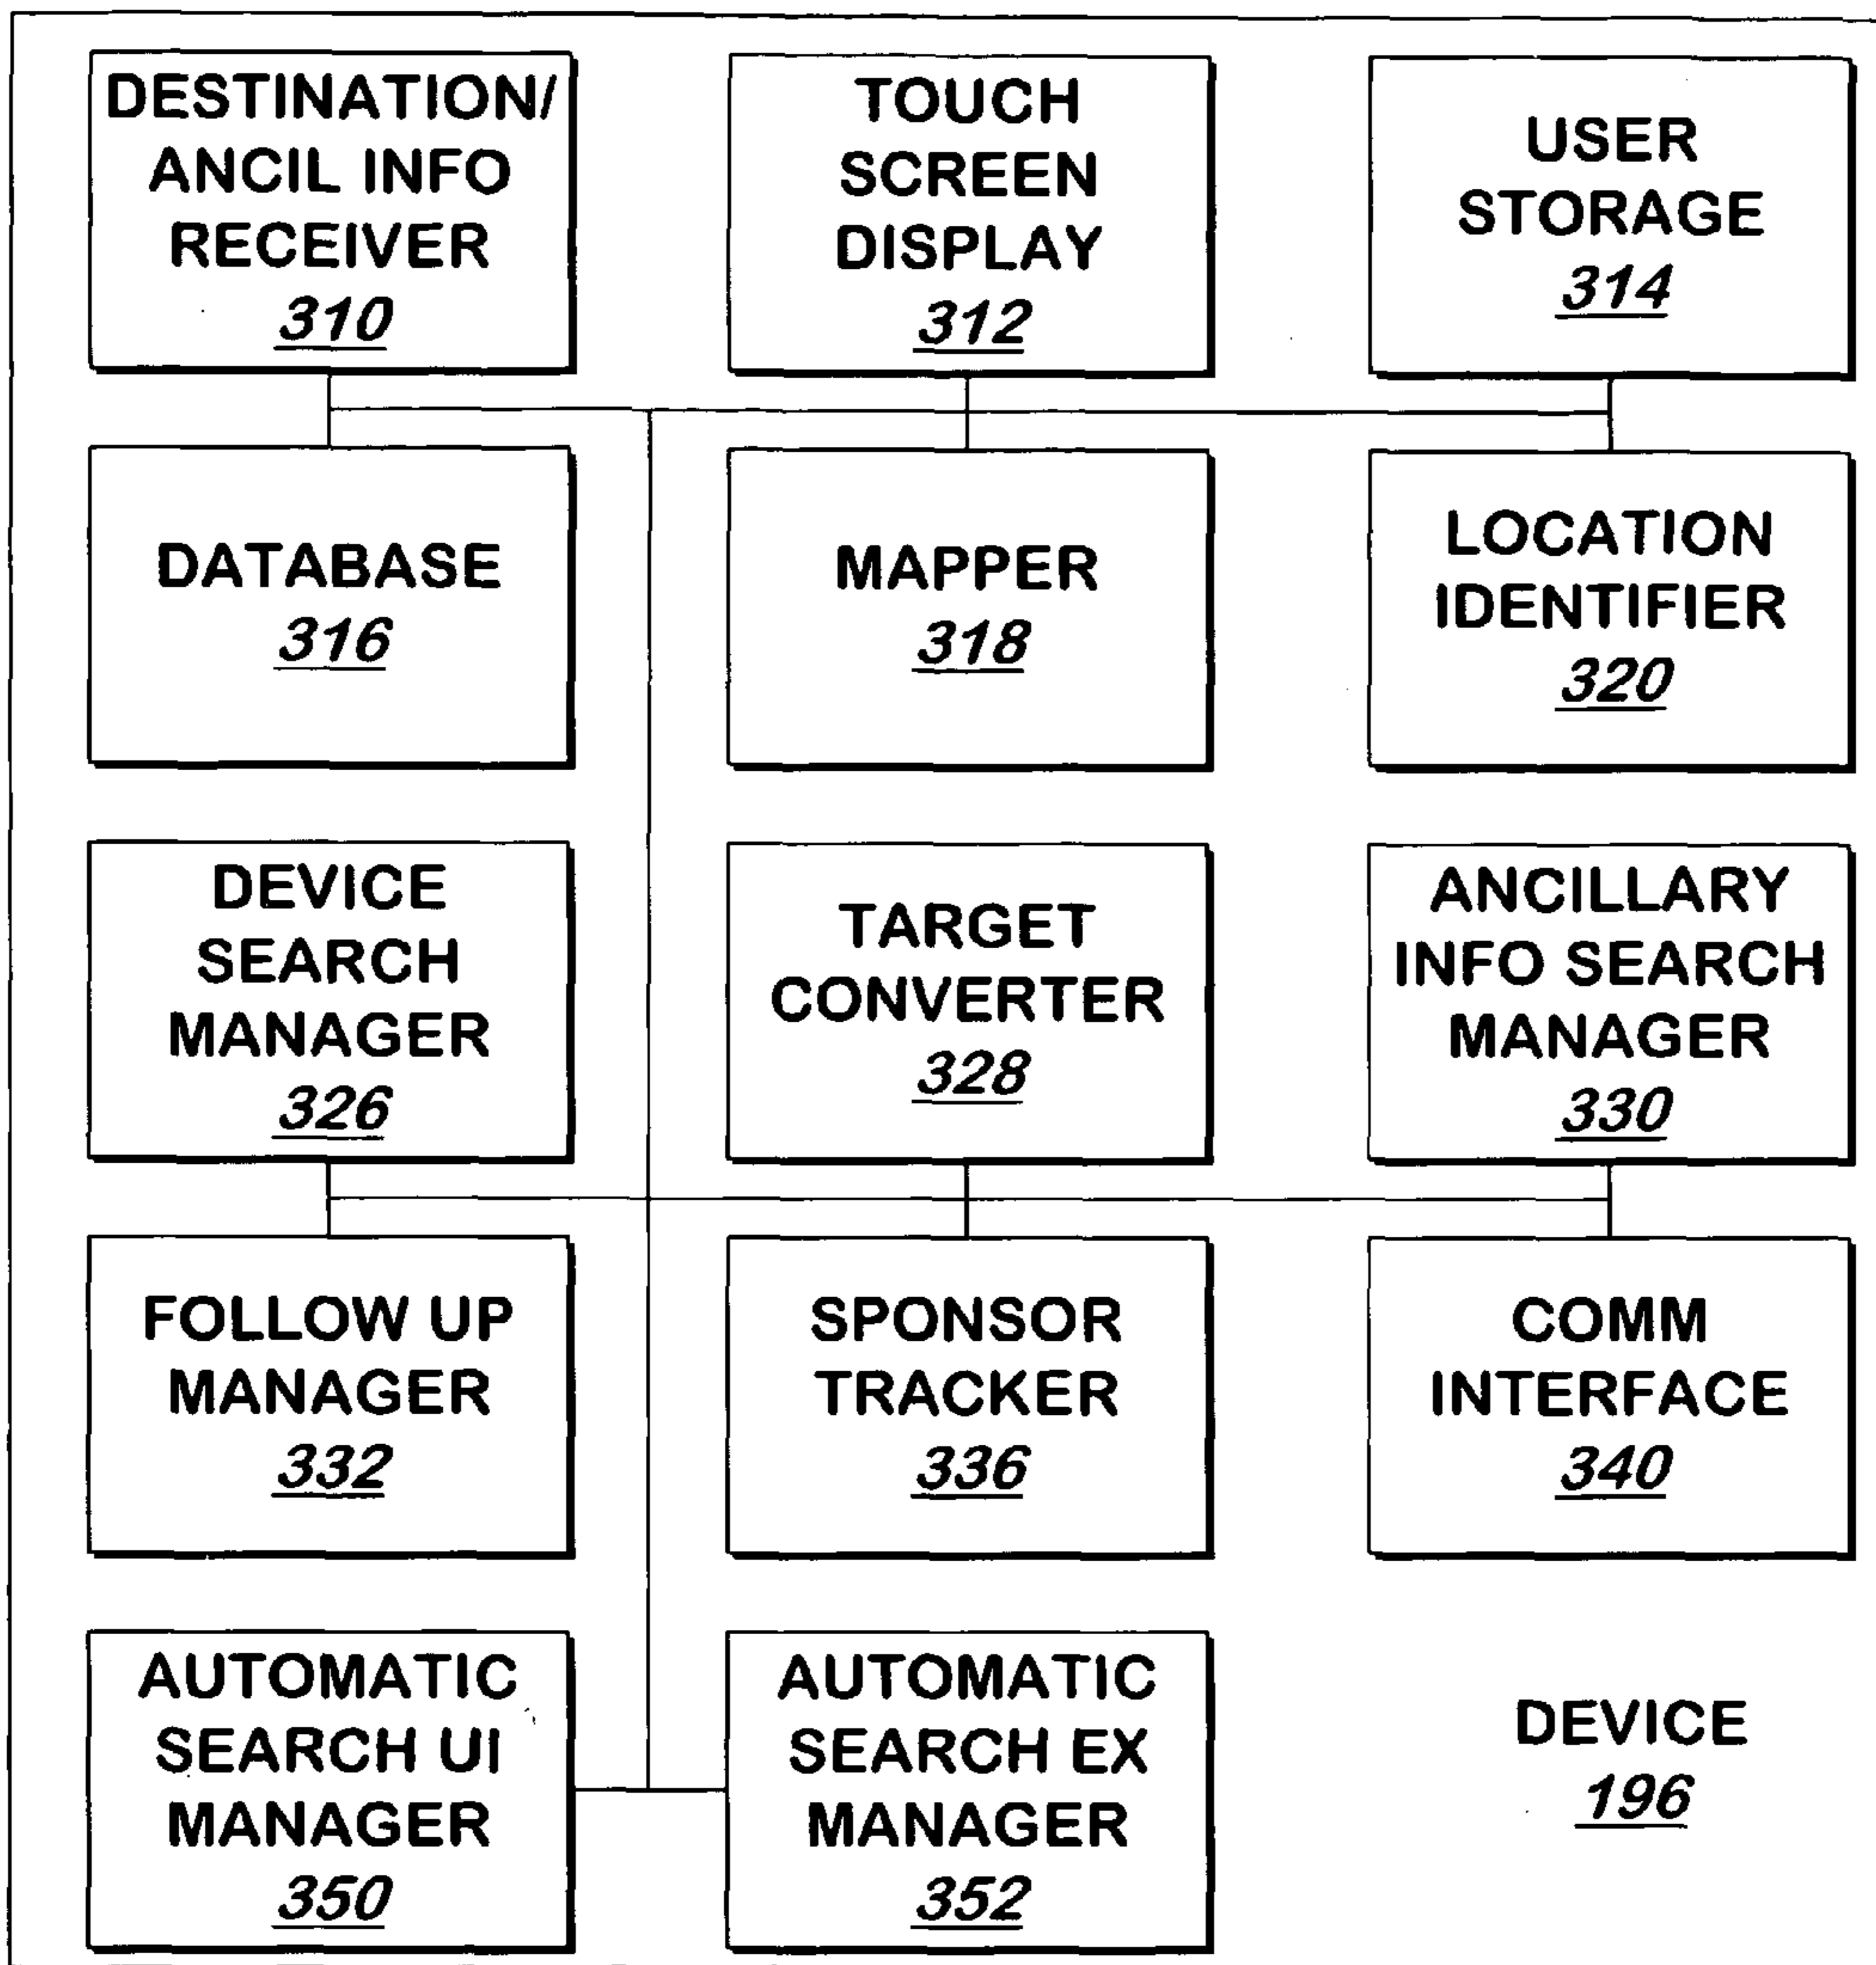 DESTINATION/
ANCIL INFO
RECEIVER
310
TOUCH
SCREEN
DISPLAY
312
USER
STORAGE
314
DATABASE
316
MAPPER
318
LOCATION
IDENTIFIER
320
DEVICE
SEARCH
MANAGER
326
TARGET
CONVERTER
328
ANCILLARY
INFO SEARCH
MANAGER
330
FOLLOW UP
MANAGER
332
SPONSOR
TRACKER
336
COMM
INTERFACE
340
AUTOMATIC
SEARCH UI
MANAGER
350
AUTOMATIC
SEARCH EX
MANAGER
352
DEVICE
196